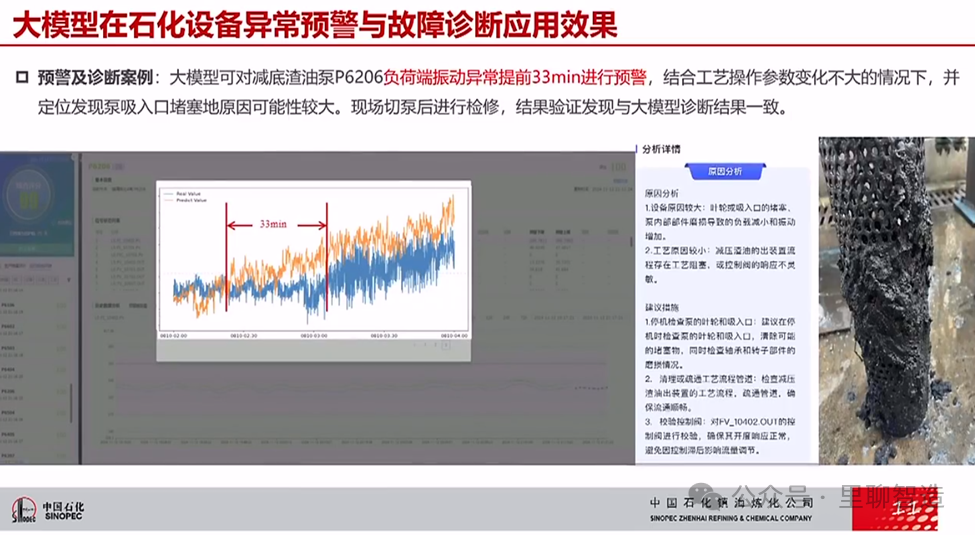 大模型在石化设备异常预警与故障诊断应用效果
预警及诊断案例：大模型可对减底渣油泵P6206负荷端振动异常提前33min进行预警，结合工艺操作参数变化不大的情况下，并
定位发现泵吸入口堵塞地原因可能性较大。现场切泵后进行检修，结果验证发现与大模型诊断结果一致。
Real Value
Predict Value
33min
0810-02:00 0810-02:30 0810-03:00 0810-03:30 0810-04:00
分析详情
原因分析
原因分析
1.设备原因较大：叶轮或吸入口的堵塞、
泵内部部件磨损导致的负载减小和振动
增加。
2.工艺原因较小：减压渣油的出装置流
程存在工艺阻塞，或控制阀的响应不灵
敏。
建议措施
1.停机检查泵的叶轮和吸入口：建议在停
机时检查泵的叶轮和吸入口，清除可能
的堵塞物，同时检查轴承和转子部件的
磨损情况。
2. 清理或疏通工艺流程管道：检查减压
渣油出装置的工艺流程，疏通管道，确
保流通顺畅。
3. 校验控制阀：对FV_10402.OUT的控
制阀进行校验，确保其开度响应正常，
避免因控制滞后影响流量调节。
中国石化
SINOPEC
中国石化镇海炼化公司
SINOPEC ZHENHAI REFINING & CHEMICAL COMPANY
公众号·里聊智造
11